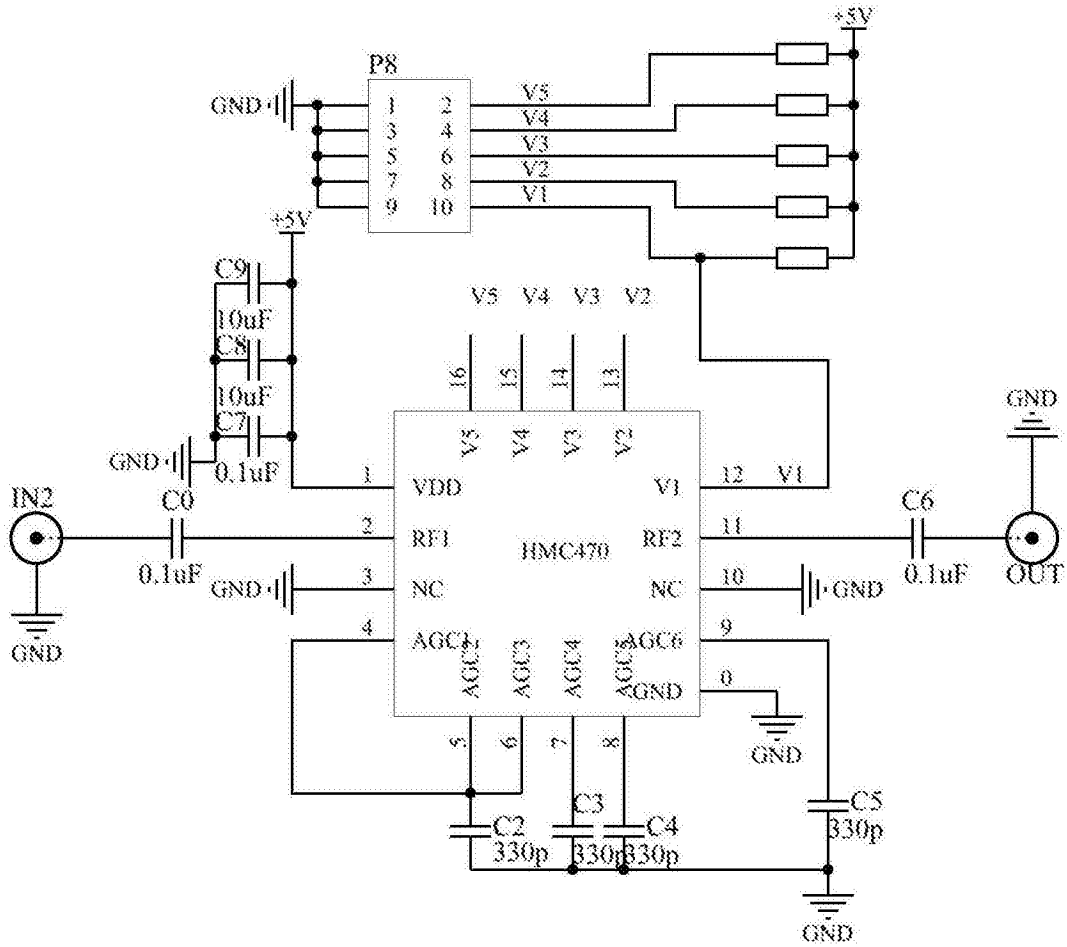 +5V
P8
GND 1 2 V5
3 4 V4
5 6 V3
7 8 V2
9 10 V1
+5V
C9
10uF
C8
10uF
C7
GND
0.1uF
V5 V4 V3 V2
16 15 14 13
V5 V4 V3 V2
GND
1 VDD V1 12 V1
IN2 C0 C6
2 RF1 HMC470 RF2 11
0.1uF 0.1uF OUT
GND 3 NC NC 10 GND
GND
4 AGC1 AGC6 9
AGC2 AGC3 AGC4 AGC5
GND 0
5 6 7 8
GND
C2 C3 C4 C5
330p 330p 330p 330p
GND